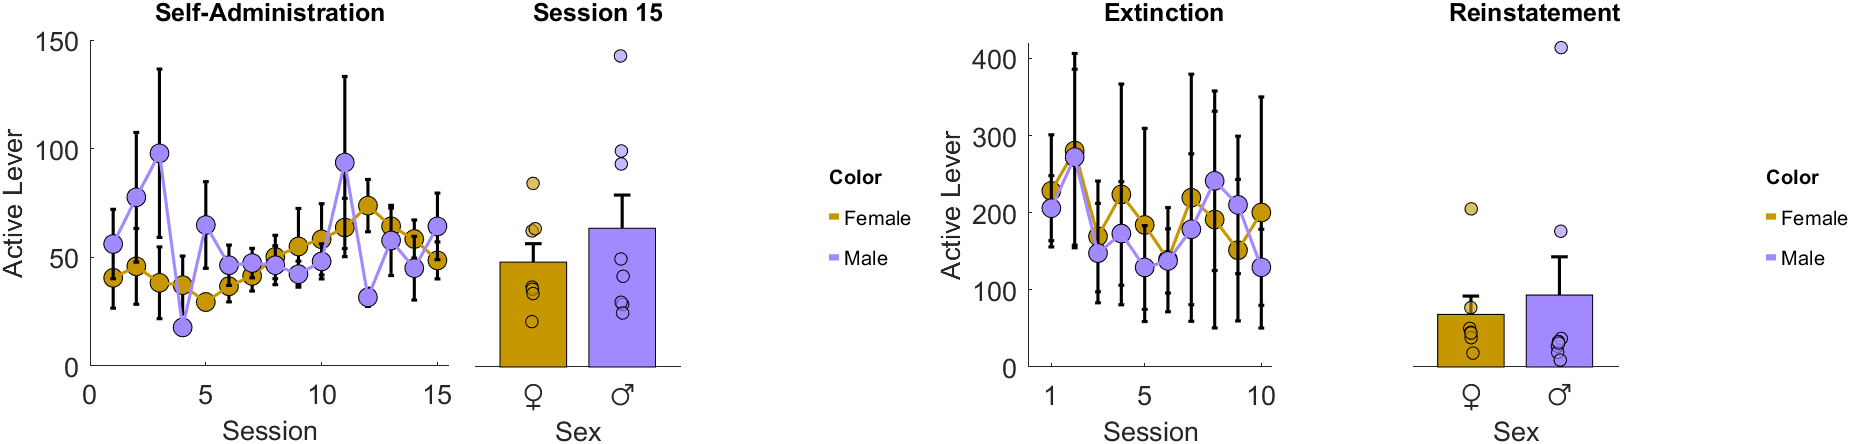 Self-Administration
Session 15
Extinction
Reinstatement
Active Lever
150
100
50
0
0 5 10 15
Session
♀ ♂
Sex
Color
Female
Male
Active Lever
400
300
200
100
0
1 5 10
Session
♀ ♂
Sex
Color
Female
Male